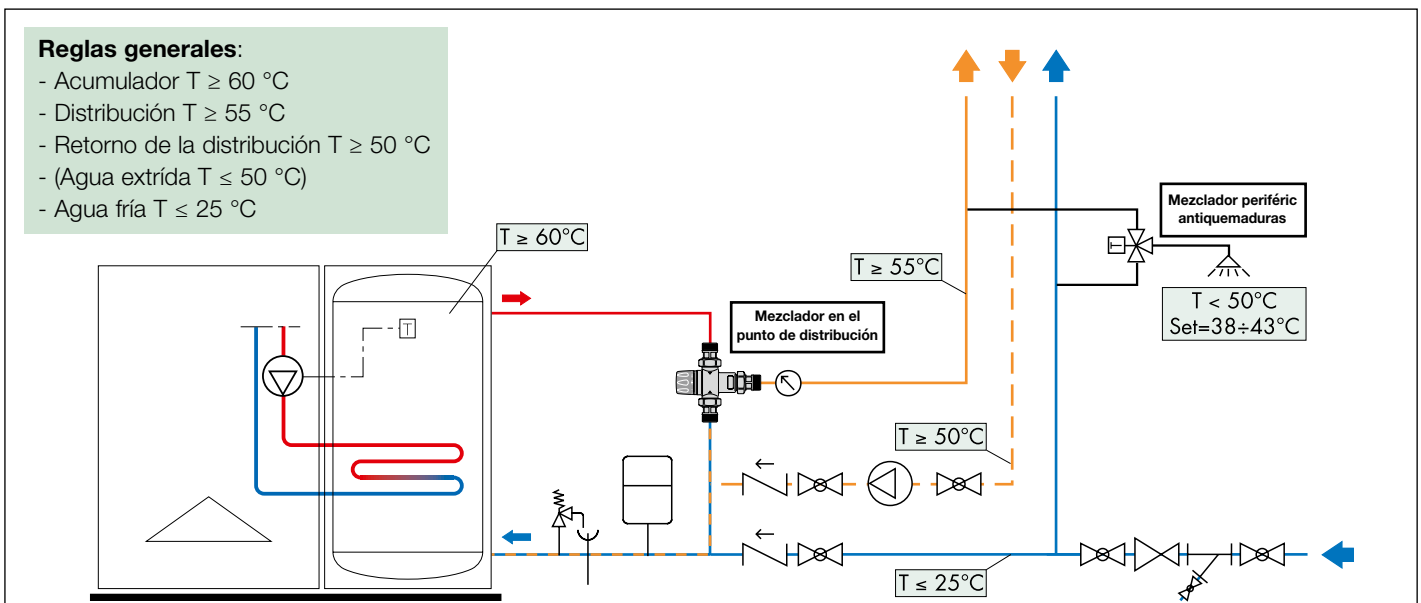 Reglas generales:
- Acumulador T ≥ 60 °C
- Distribución T ≥ 55 °C
- Retorno de la distribución T ≥ 50 °C
- (Agua extrída T ≤ 50 °C)
- Agua fría T ≤ 25 °C
T ≥ 60°C
T
Mezclador en el
punto de distribución
T ≥ 55°C
Mezclador periféric
antiquemaduras
T
T < 50°C
Set=38÷43°C
T ≥ 50°C
T ≤ 25°C